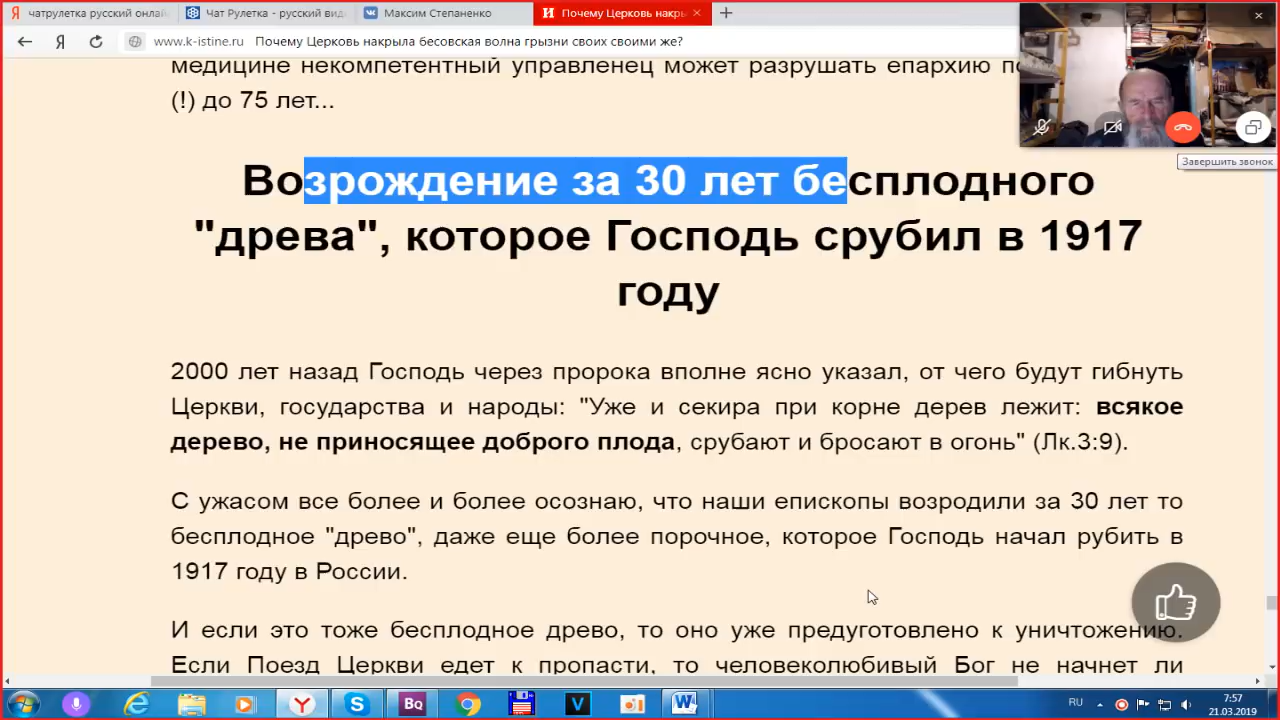 чатрулетка русский онлай
Чат Рулетка - русский вид
Максим Степаненко
Почему Церковь накры
www.k-istine.ru Почему Церковь накрыла бесовская волна грызни своих своими же?
медицине некомпетентный управленец может разрушать епархию
(!) до 75 лет...
Завершить звонок
Возрождение за 30 лет бесплодного
"древа", которое Господь срубил в 1917
году
2000 лет назад Господь через пророка вполне ясно указал, от чего будут гибнуть
Церкви, государства и народы: "Уже и секира при корне дерев лежит: всякое
дерево, не приносящее доброго плода, срубают и бросают в огонь" (Лк.3:9).
С ужасом все более и более осознаю, что наши епископы возродили за 30 лет то
бесплодное "древо", даже еще более порочное, которое Господь начал рубить в
1917 году в России.
И если это тоже бесплодное древо, то оно уже предуготовлено к уничтожению.
Если Поезд Церкви едет к пропасти, то человеколюбивый Бог не начнет ли
RU
7:57
21.03.2019